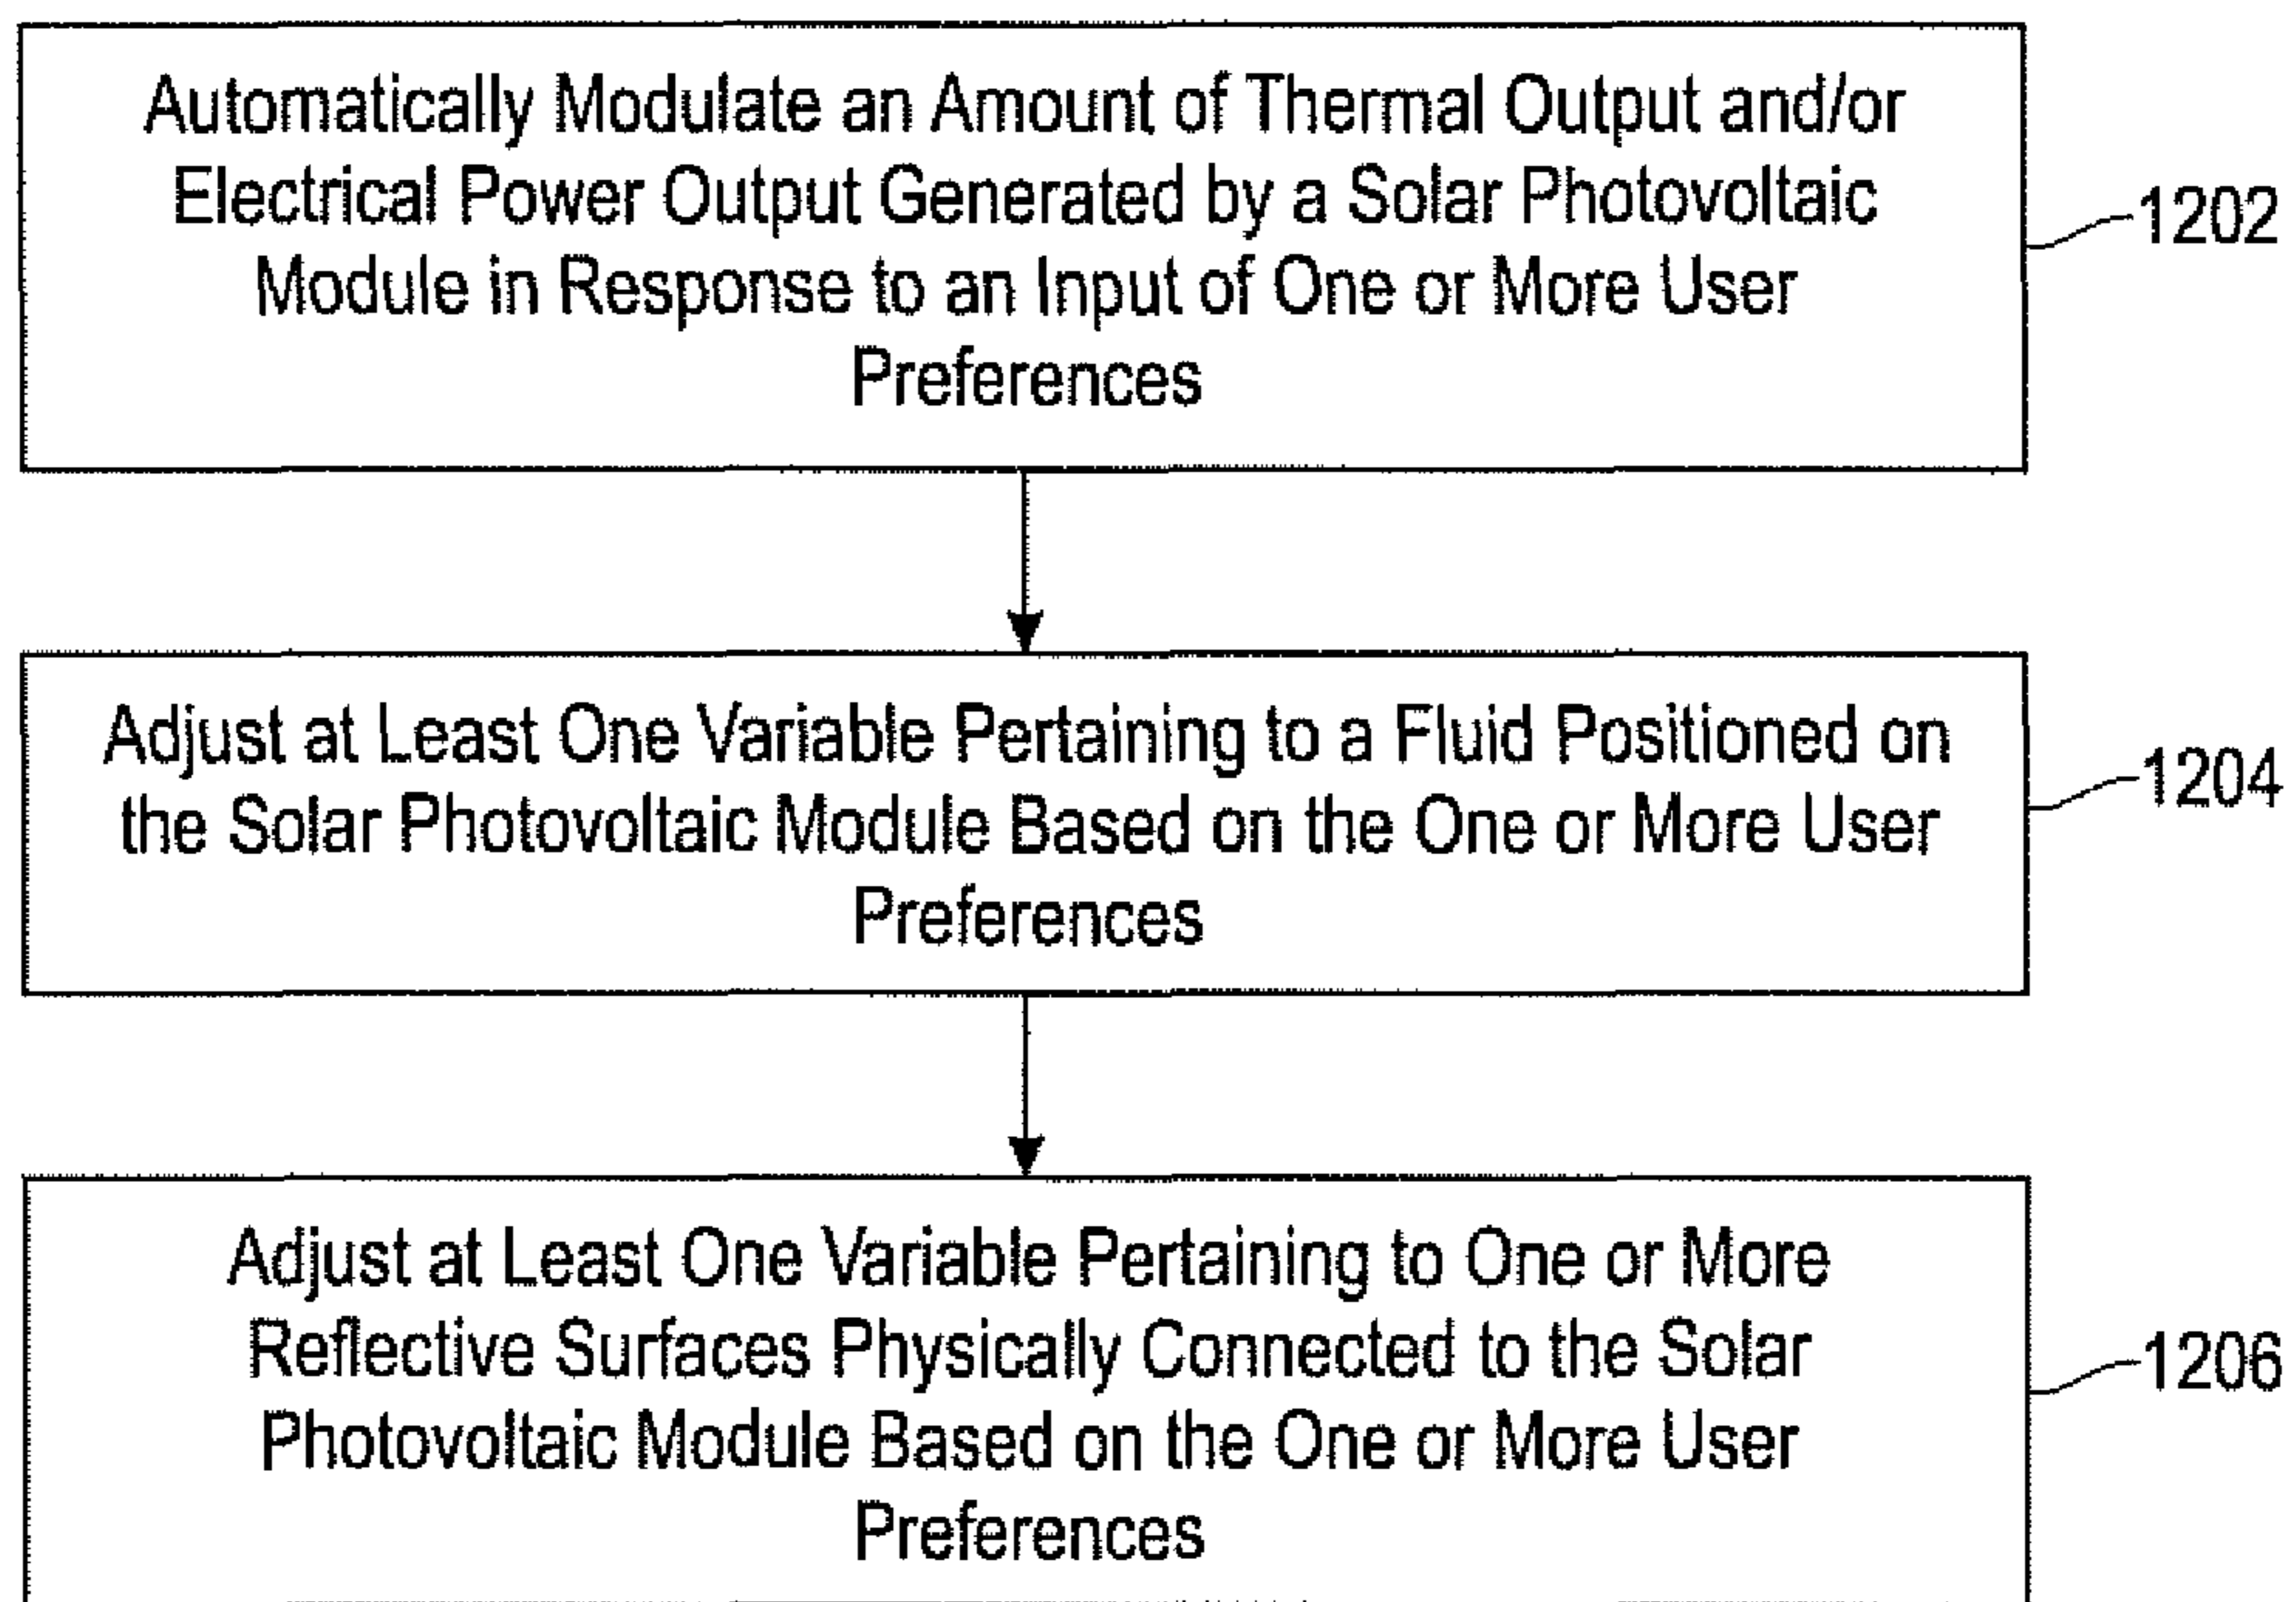 Automatically Modulate an Amount of Thermal Output and/or
Electrical Power Output Generated by a Solar Photovoltaic
Module in Response to an Input of One or More User
Preferences
1202
Adjust at Least One Variable Pertaining to a Fluid Positioned on
the Solar Photovoltaic Module Based on the One or More User
Preferences
1204
Adjust at Least One Variable Pertaining to One or More
Reflective Surfaces Physically Connected to the Solar
Photovoltaic Module Based on the One or More User
Preferences
1206